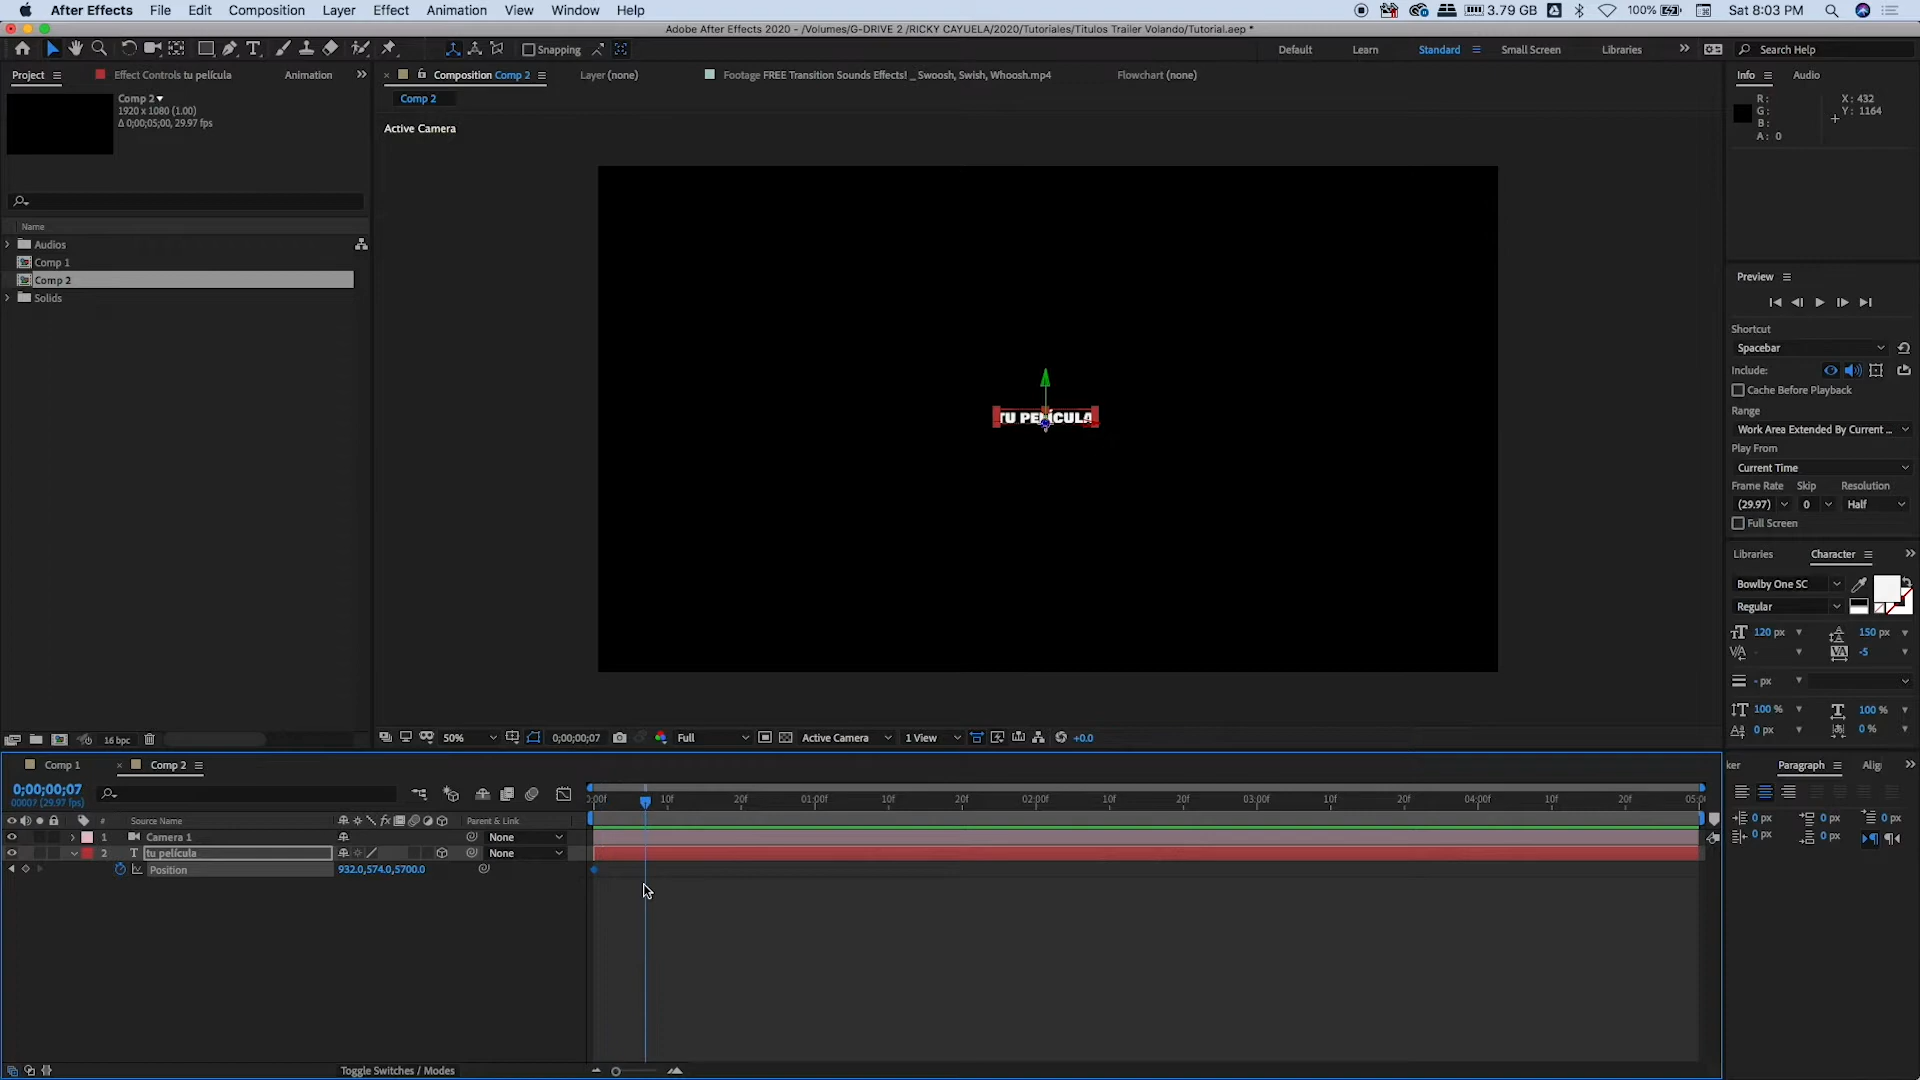 After Effects File Edit Composition Layer Effect Animation View Window Help 3.79 GB 100% Sat 8:03 PM
Adobe After Effects 2020 - /Volumes/G-DRIVE 2 /RICKY CAYUELA/2020/Tutoriales/Titulos Trailer Volando/Tutorial.aep *
Snapping Default Learn Standard Small Screen Libraries Search Help
Project Effect Controls tu película Animation Composition Comp 2 Layer (none) Footage FREE Transition Sounds Effects! _ Swoosh, Swish, Whoosh.mp4 Flowchart (none) Info Audio
Comp 2
1920 x 1080 (1.00)
Δ 0;00;05;00, 29.97 fps
Comp 2
Active Camera
R:
G:
B:
A: 0
X: 432
Y: 1164
Name
Audios
Comp 1
Comp 2
Solids
TU PELÍCULA
Preview
Shortcut
Spacebar
Include:
Cache Before Playback
Range
Work Area Extended By Current ...
Play From
Current Time
Frame Rate Skip Resolution
(29.97) 0 Half
Full Screen
Libraries Character
Bowlby One SC
Regular
120 px 150 px
-5
- px
100 % 100 %
0 px 0 %
16 bpc 50% 0;00;00;07 Full Active Camera 1 View +0.0
Comp 1 Comp 2
ker Paragraph Alig
0;00;00;07
00007 (29.97 fps)
:00f 10f 20f 01:00f 10f 20f 02:00f 10f 20f 03:00f 10f 20f 04:00f 10f 20f 05:0
# Source Name Parent & Link
1 Camera 1 None
2 T tu película None
Position 932.0,574.0,5700.0
0 px 0 px 0 px
0 px 0 px
Toggle Switches / Modes